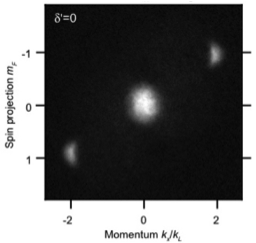 δ'=0
Spin projection m_F
-1
0
1
-2 0 2
Momentum k_x/k_L